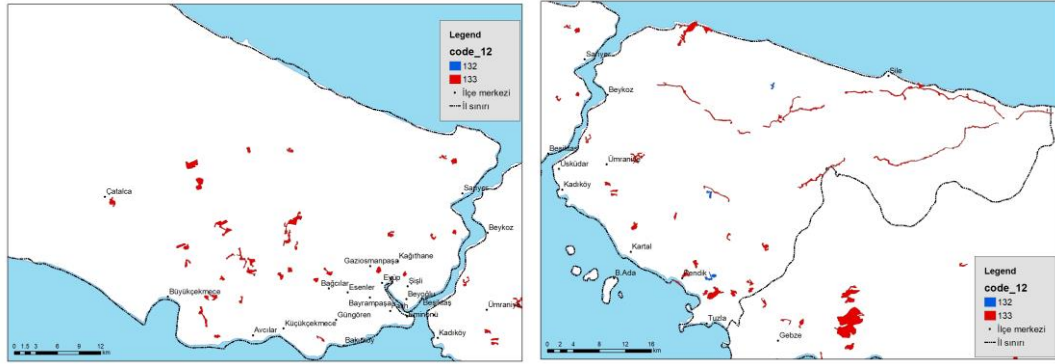 Legend
code_12
132
133
İlçe merkezi
İl sınırı
Çatalca
Sarıyer
Beykoz
Gaziosmanpaşa
Kağıthane
Eyüp
Şişli
Bağcılar
Esenler
Beyoğlu
Beşiktaş
Büyükçekmece
Bayrampaşa
Ümraniye
Güngören
Eminönü
Avcılar
Küçükçekmece
Bakırköy
Kadıköy
0 1.5 3 6 9 12
km
Sarıyer
Şile
Beykoz
Beşiktaş
Üsküdar
Ümraniye
Kadıköy
Kartal
B.Ada
Pendik
Tuzla
Gebze
Legend
code_12
132
133
İlçe merkezi
İl sınırı
0 2 4 8 12 16
km